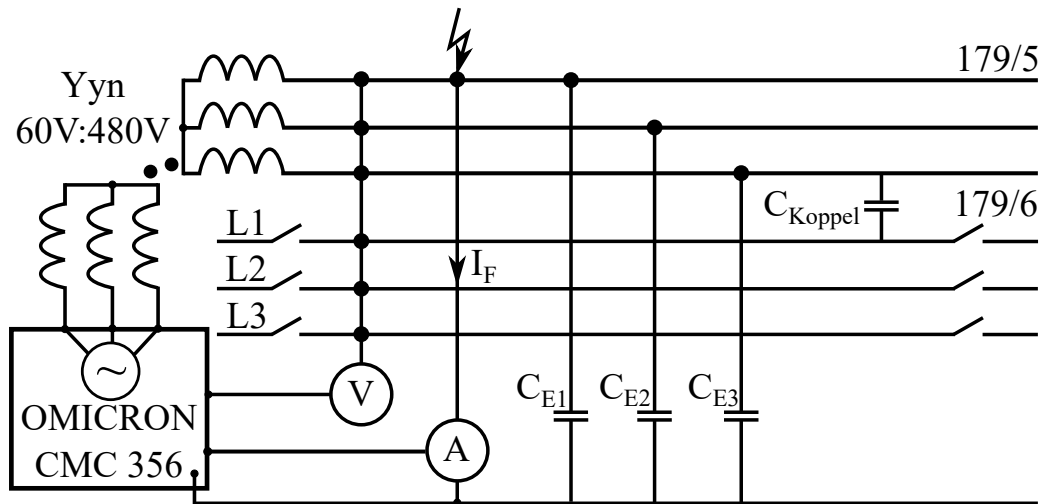 179/5
Yyn
60V:480V
C_Koppel
179/6
L1
L2
I_F
L3
C_E1
C_E2
C_E3
~
V
OMICRON
CMC 356
A